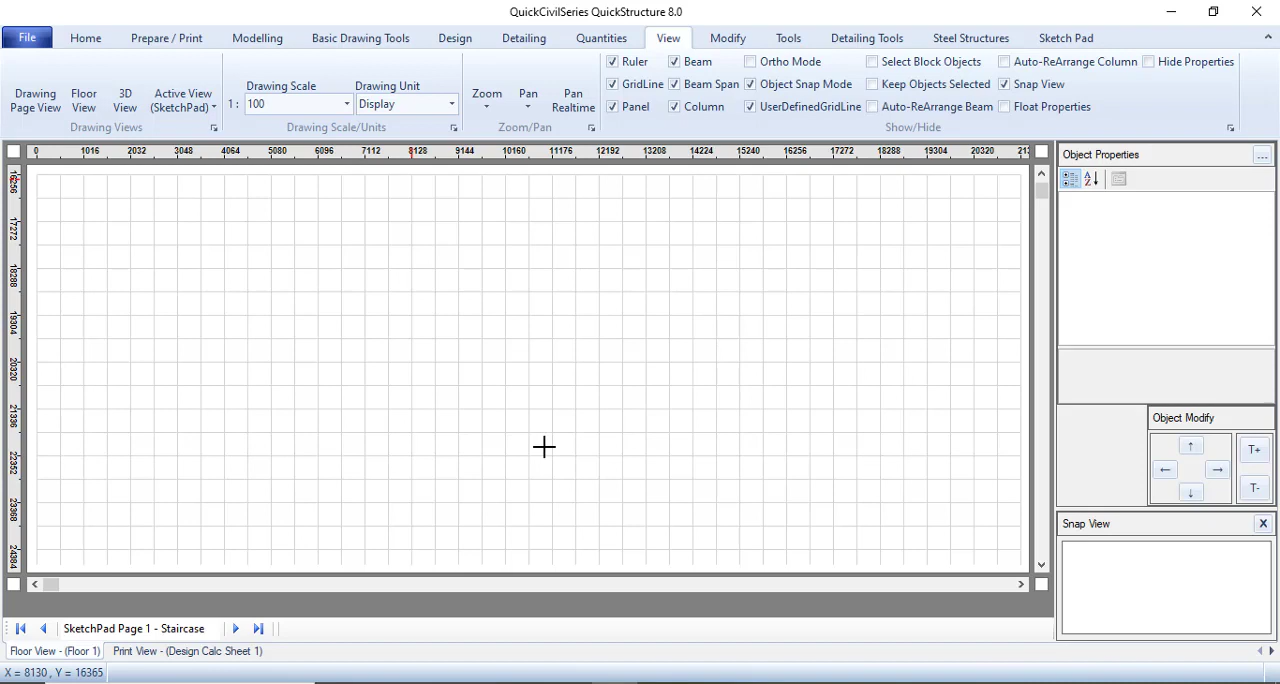 QuickCivilSeries QuickStructure 8.0
File Home Prepare / Print Modelling Basic Drawing Tools Design Detailing Quantities View Modify Tools Detailing Tools Steel Structures Sketch Pad
Drawing Page View
Floor View
3D View
Active View (SketchPad)
Drawing Views
Drawing Scale
1 : 100
Drawing Unit
Display
Drawing Scale/Units
Zoom
Pan
Pan Realtime
Zoom/Pan
Ruler Beam Ortho Mode Select Block Objects Auto-ReArrange Column Hide Properties
GridLine Beam Span Object Snap Mode Keep Objects Selected Snap View
Panel Column UserDefinedGridLine Auto-ReArrange Beam Float Properties
Show/Hide
0 1016 2032 3048 4064 5080 6096 7112 8128 9144 10160 11176 12192 13208 14224 15240 16256 17272 18288 19304 20320 213
16256
17272
18288
19304
20320
21336
22352
23368
24384
Object Properties ...
A Z
Object Modify
T+
T-
Snap View X
SketchPad Page 1 - Staircase
Floor View - (Floor 1) Print View - (Design Calc Sheet 1)
X = 8130 , Y = 16365